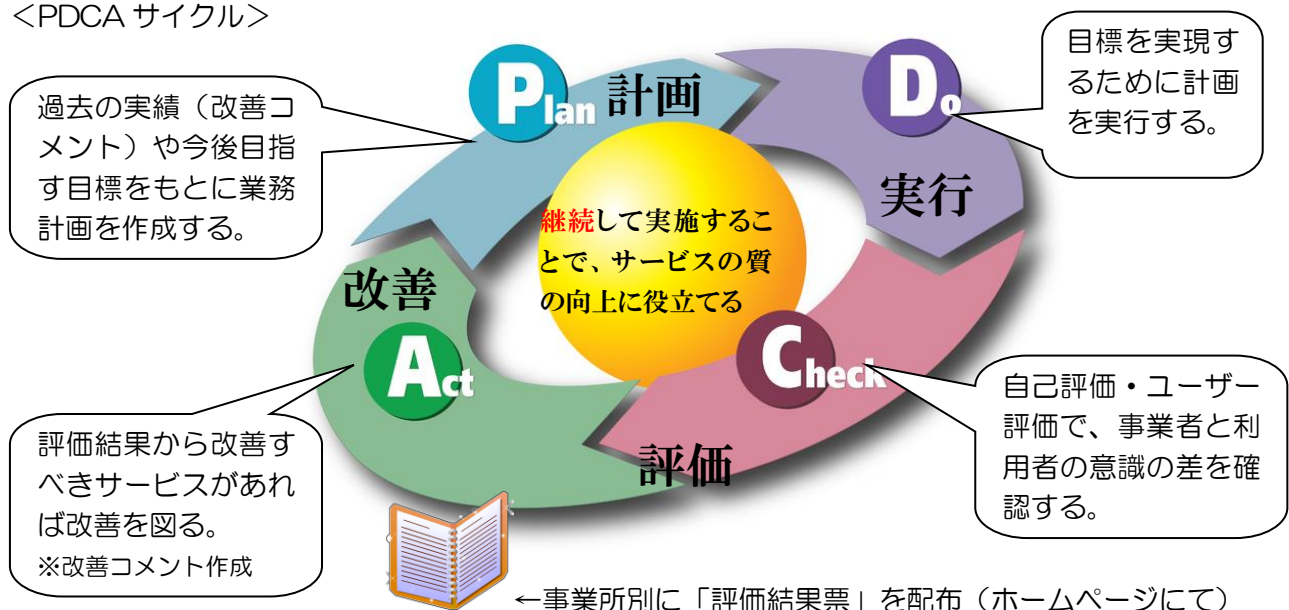 ＜PDCA サイクル＞
過去の実績（改善コ
メント）や今後目指
す目標をもとに業務
計画を作成する。
Plan 計画
Do
実行
目標を実現す
るために計画
を実行する。
継続して実施するこ
とで、サービスの質
の向上に役立てる
改善
Act
Check
評価
評価結果から改善す
べきサービスがあれ
ば改善を図る。
※改善コメント作成
自己評価・ユーザー
評価で、事業者と利
用者の意識の差を確
認する。
←事業所別に「評価結果票」を配布（ホームページにて）